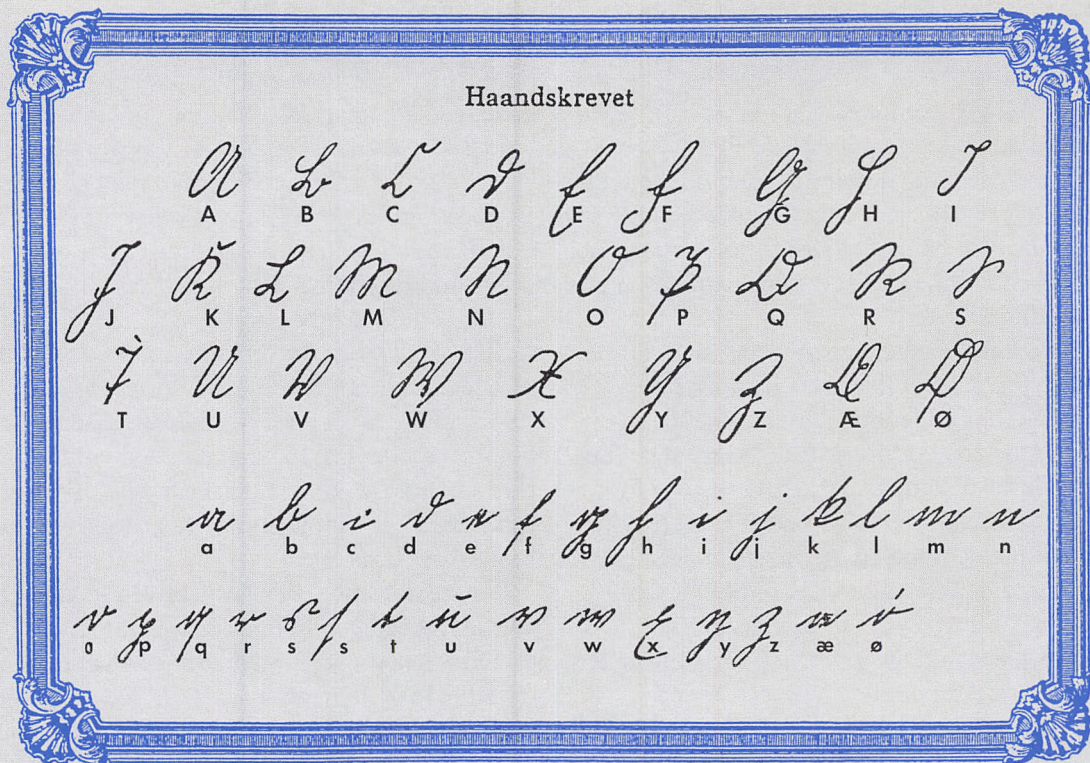 Haandskrevet
A B C D E F G H I
A B C D E F G H I
J K L M N O P Q R S
J K L M N O P Q R S
T U V W X Y Z Æ Ø
T U V W X Y Z Æ Ø
a b c d e f g h i j k l m n
a b c d e f g h i j k l m n
o p q r s s t u v w x y z æ ø
o p q r s s t u v w x y z æ ø